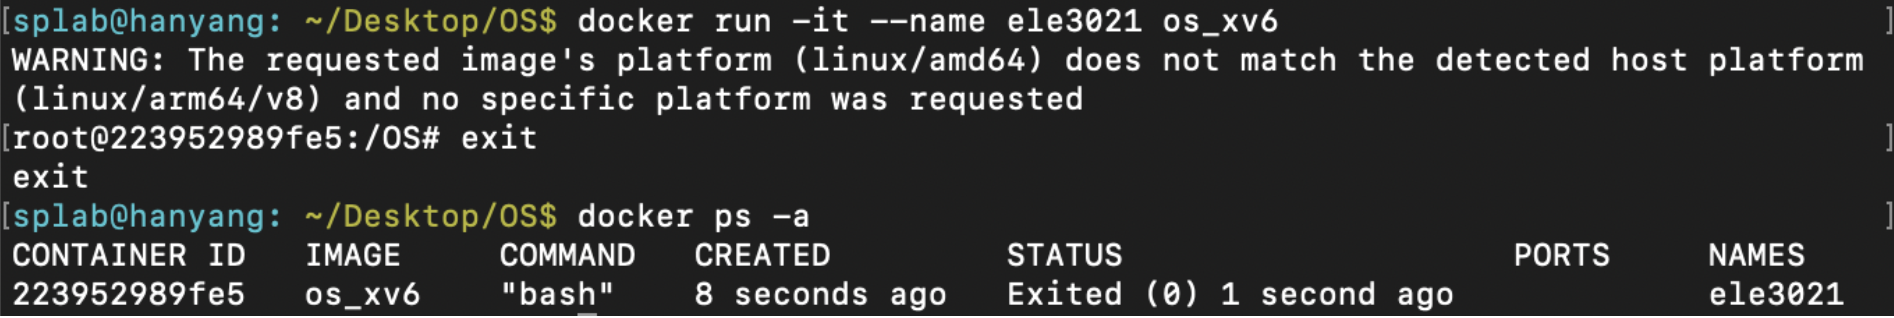 [splab@hanyang: ~/Desktop/OS$ docker run -it --name ele3021 os_xv6 ]
WARNING: The requested image's platform (linux/amd64) does not match the detected host platform
(linux/arm64/v8) and no specific platform was requested
[root@223952989fe5:/OS# exit ]
exit
[splab@hanyang: ~/Desktop/OS$ docker ps -a ]
CONTAINER ID   IMAGE     COMMAND   CREATED         STATUS                    PORTS     NAMES
223952989fe5   os_xv6    "bash"    8 seconds ago   Exited (0) 1 second ago             ele3021